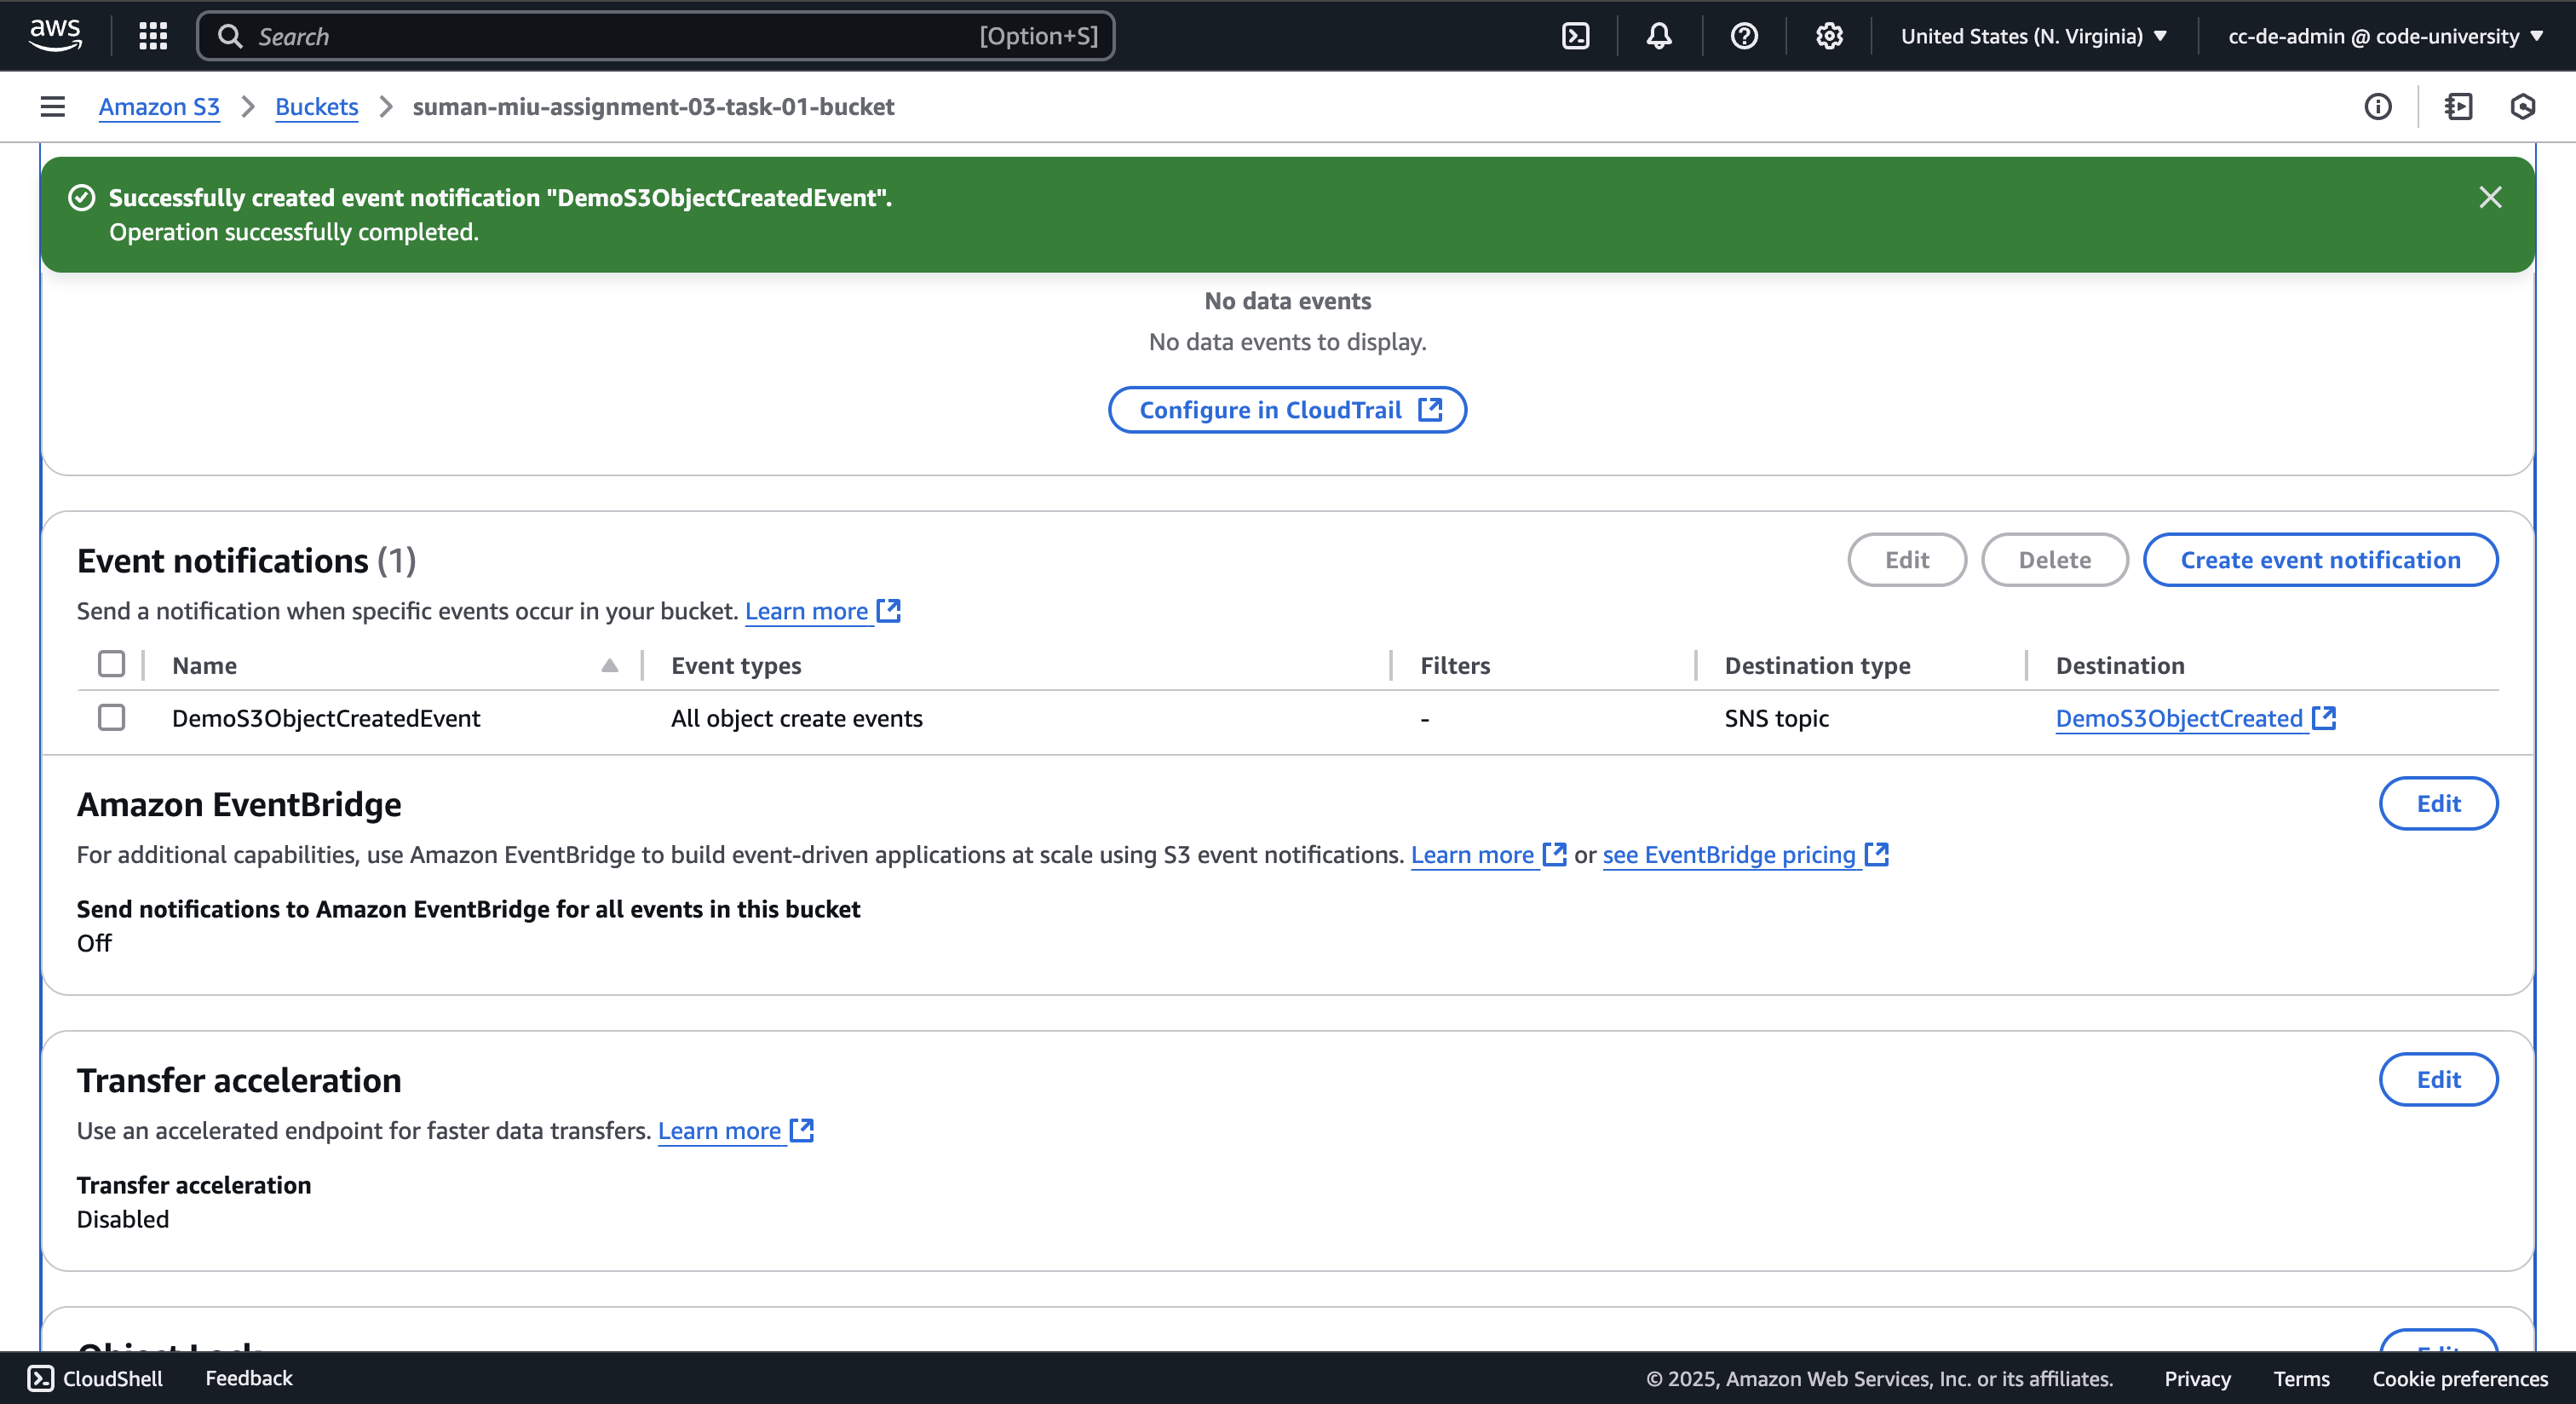 aws
Search [Option+S] United States (N. Virginia) cc-de-admin @ code-university
Amazon S3 Buckets suman-miu-assignment-03-task-01-bucket
Successfully created event notification "DemoS3ObjectCreatedEvent".
Operation successfully completed.
No data events
No data events to display.
Configure in CloudTrail
Event notifications (1) Edit Delete Create event notification
Send a notification when specific events occur in your bucket. Learn more
Name Event types Filters Destination type Destination
DemoS3ObjectCreatedEvent All object create events - SNS topic DemoS3ObjectCreated
Amazon EventBridge Edit
For additional capabilities, use Amazon EventBridge to build event-driven applications at scale using S3 event notifications. Learn more or see EventBridge pricing
Send notifications to Amazon EventBridge for all events in this bucket
Off
Transfer acceleration Edit
Use an accelerated endpoint for faster data transfers. Learn more
Transfer acceleration
Disabled
Object Lock Edit
CloudShell Feedback © 2025, Amazon Web Services, Inc. or its affiliates. Privacy Terms Cookie preferences